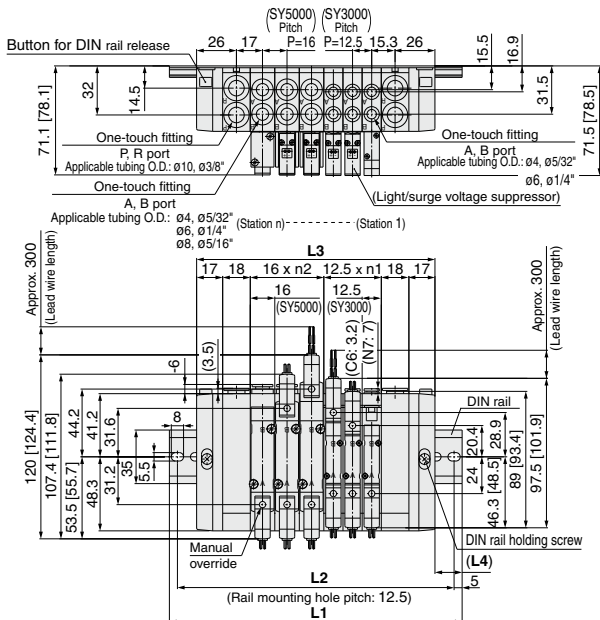 (SY5000) (SY3000)
Pitch Pitch
Button for DIN rail release
26 17 P=16 P=12.5 15.3 26
15.5
16.9
71.1 [78.1]
32
14.5
31.5
71.5 [78.5]
One-touch fitting
P, R port
Applicable tubing O.D.: ø10, ø3/8"
One-touch fitting
A, B port
Applicable tubing O.D.: ø4, ø5/32"
ø6, ø1/4"
One-touch fitting
A, B port
Applicable tubing O.D.: ø4, ø5/32"
ø6, ø1/4"
ø8, ø5/16"
(Light/surge voltage suppressor)
(Station n) (Station 1)
L3
17 18 16 x n2 12.5 x n1 18 17
16 12.5
(SY5000) (SY3000)
Approx. 300
(Lead wire length)
Approx. 300
(Lead wire length)
-6
(3.5)
(C6: 3.2)
(N7: 7)
DIN rail
120 [124.4]
107.4 [111.8]
53.5 [55.7]
44.2
41.2
31.6
48.3
35
5.5
31.2
8
20.4
28.9
24
46.3 [48.5]
89 [93.4]
97.5 [101.9]
Manual
override
DIN rail holding screw
L2
(L4)
(Rail mounting hole pitch: 12.5)
5
L1